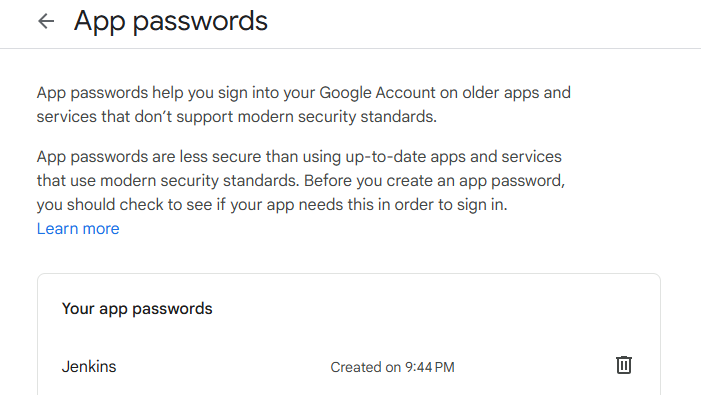 App passwords
App passwords help you sign into your Google Account on older apps and
services that don’t support modern security standards.
App passwords are less secure than using up-to-date apps and services
that use modern security standards. Before you create an app password,
you should check to see if your app needs this in order to sign in.
Learn more
Your app passwords
Jenkins Created on 9:44 PM